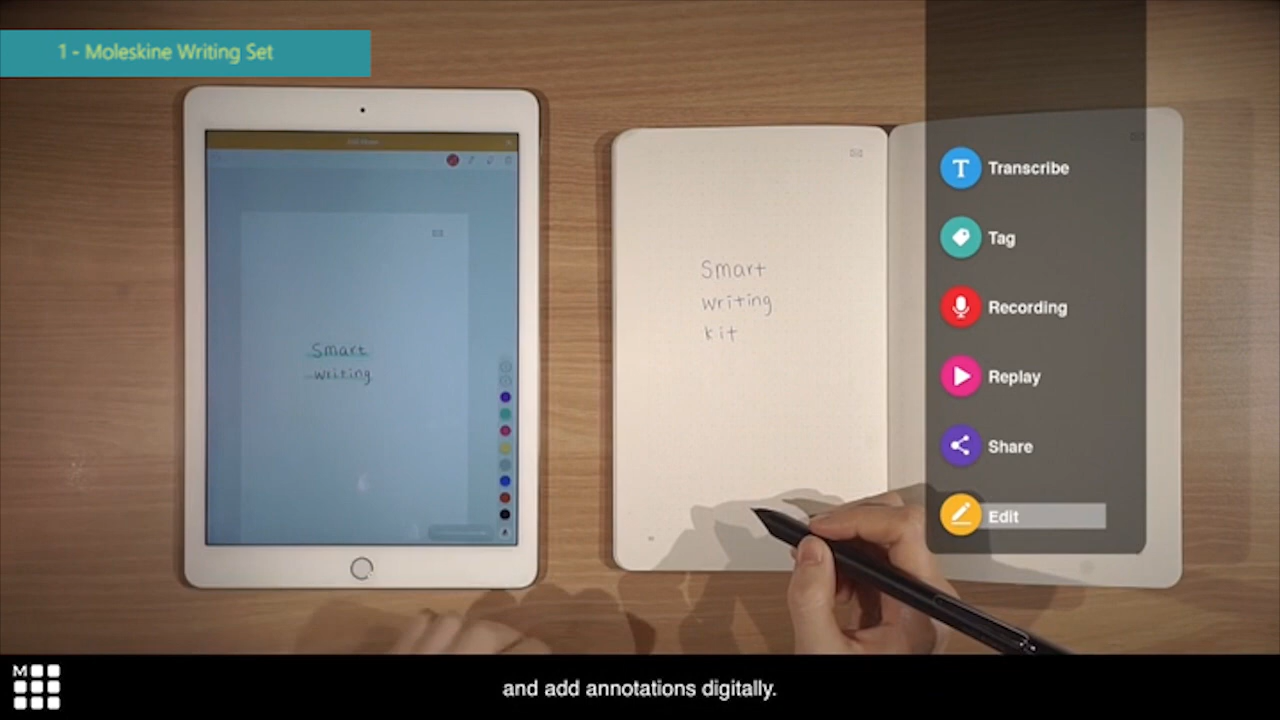 1 - Moleskine Writing Set
Smart
writing
Smart
writing
kit
Transcribe
Tag
Recording
Replay
Share
Edit
M
and add annotations digitally.